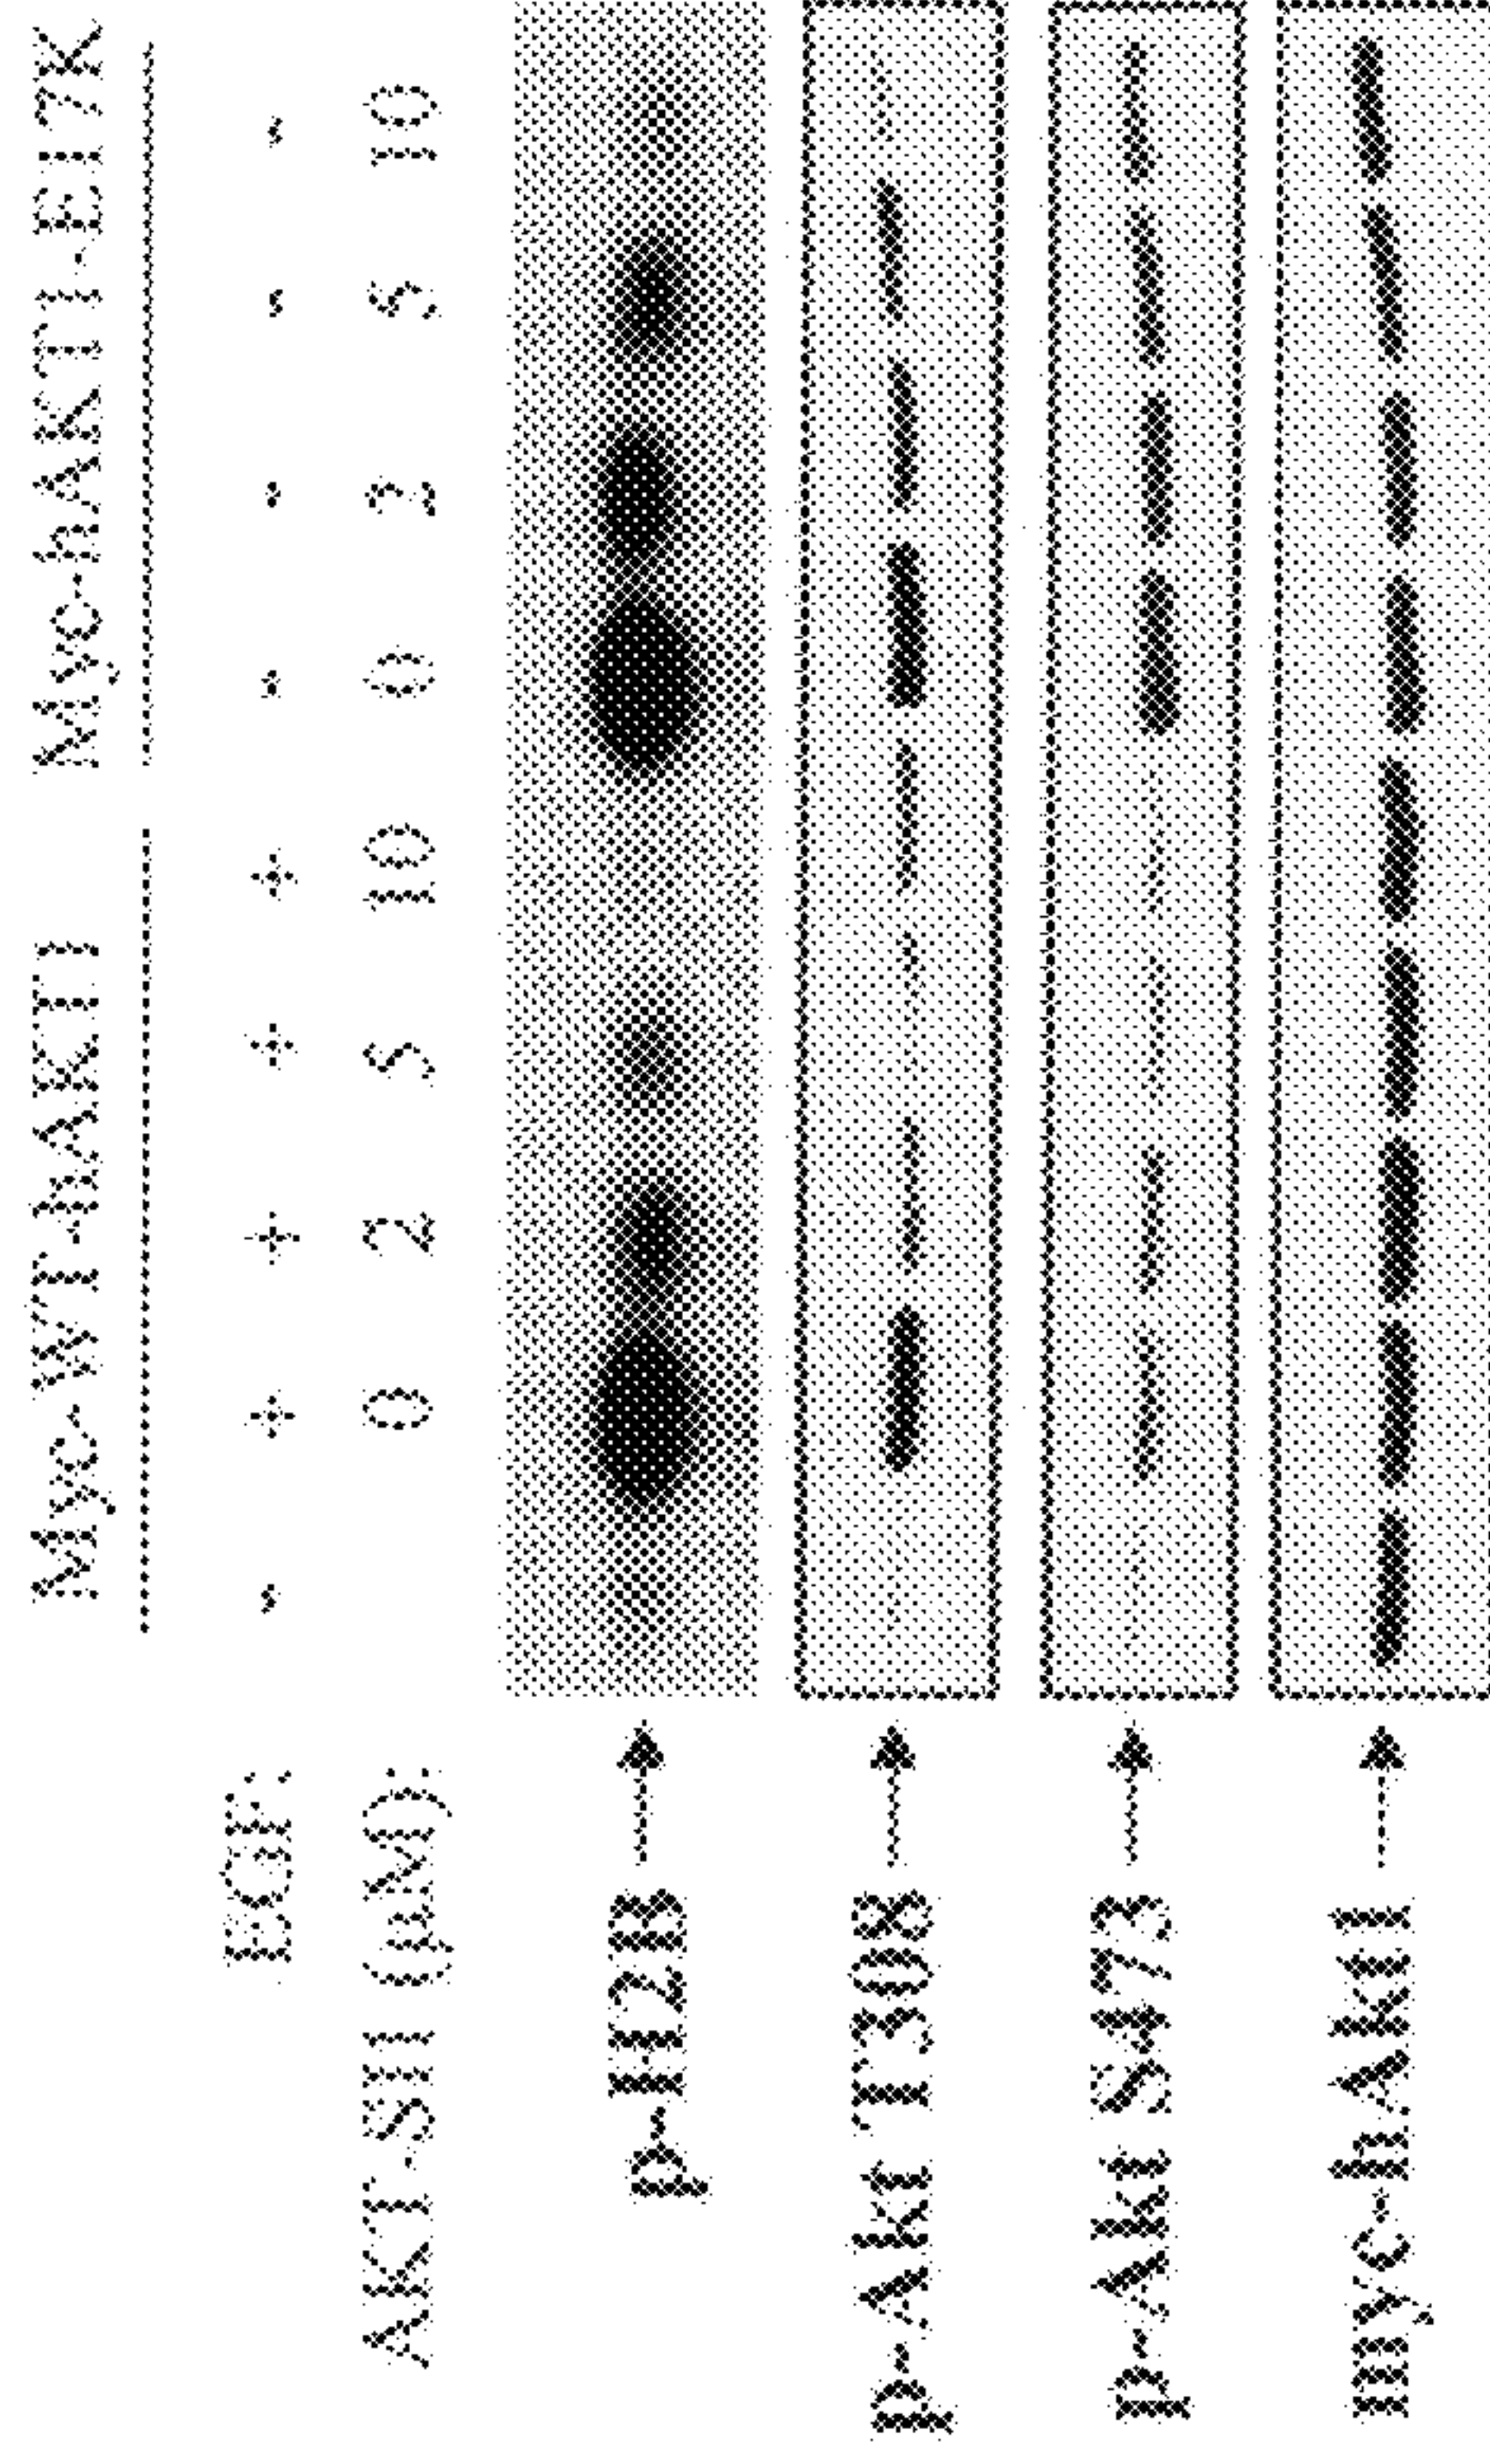 Myc-WT-hAKT1 Myc-hAKT1-E17K
EGF: - + + + + - - - -
AKT-SI1 (µM): 0 2 5 10 0 2 5 10
p-H2B
p-Akt T308
p-Akt S473
myc-hAkt1